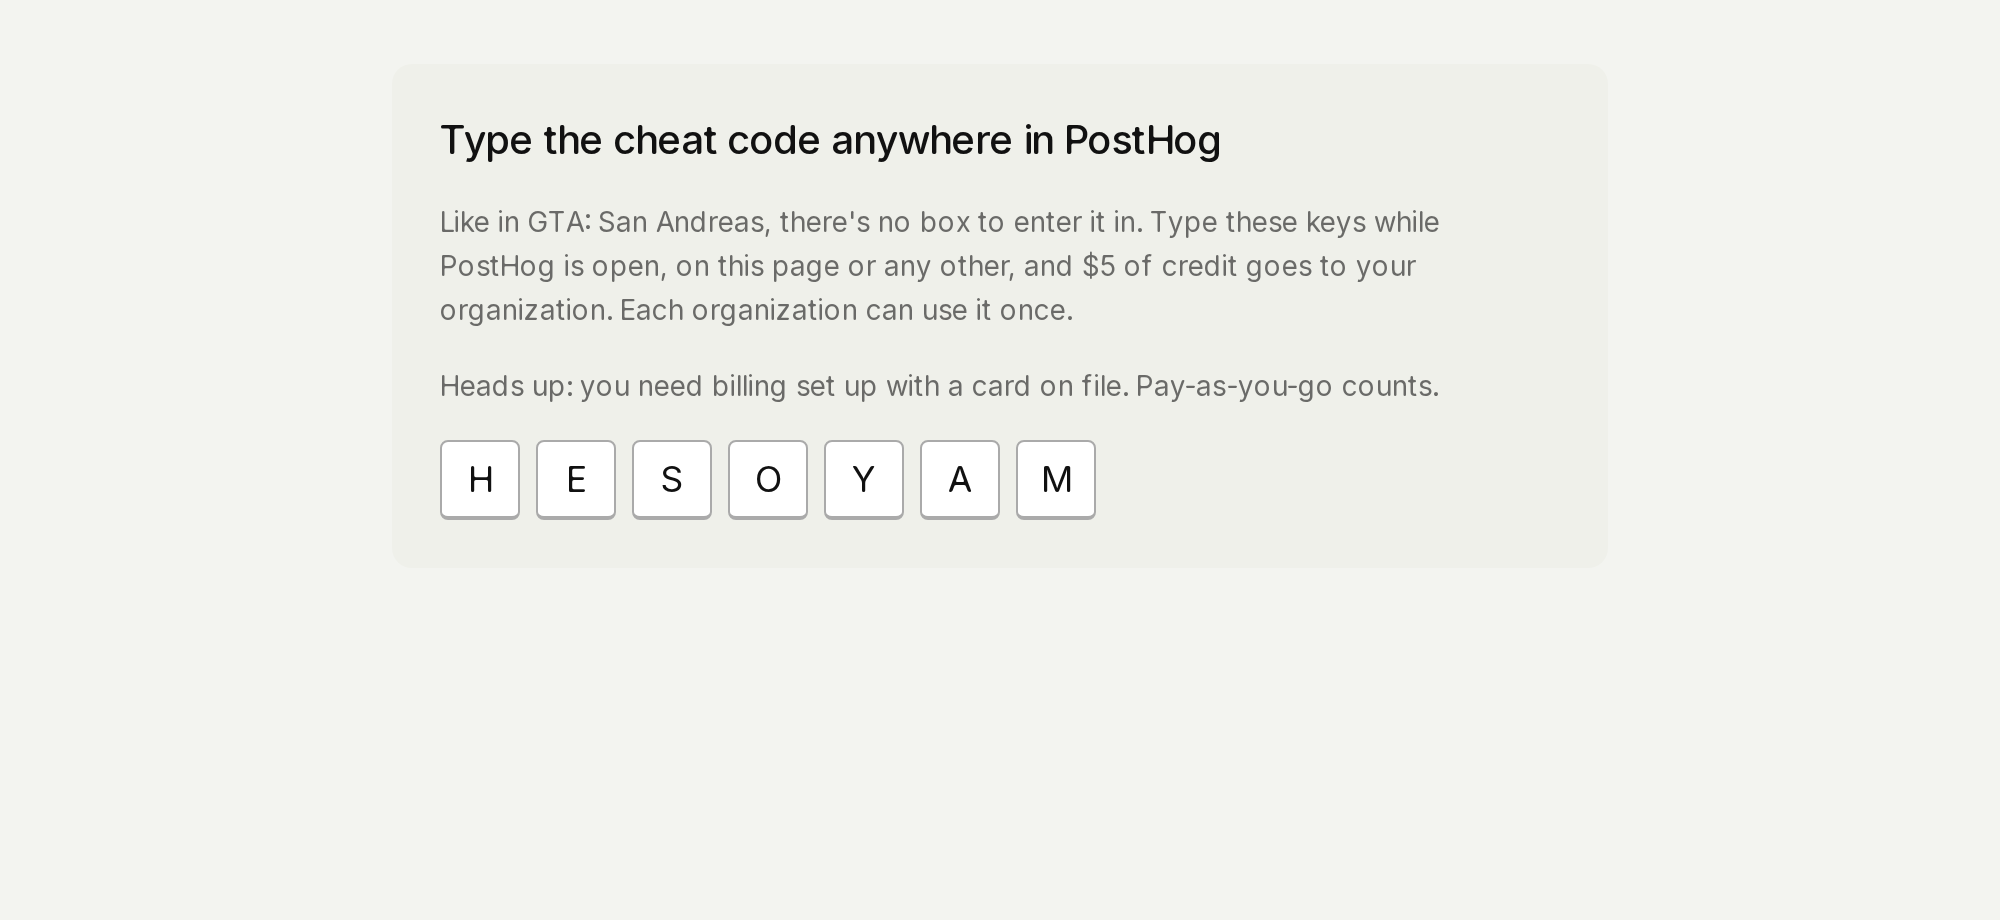 Type the cheat code anywhere in PostHog
Like in GTA: San Andreas, there's no box to enter it in. Type these keys while
PostHog is open, on this page or any other, and $5 of credit goes to your
organization. Each organization can use it once.
Heads up: you need billing set up with a card on file. Pay-as-you-go counts.
H E S O Y A M